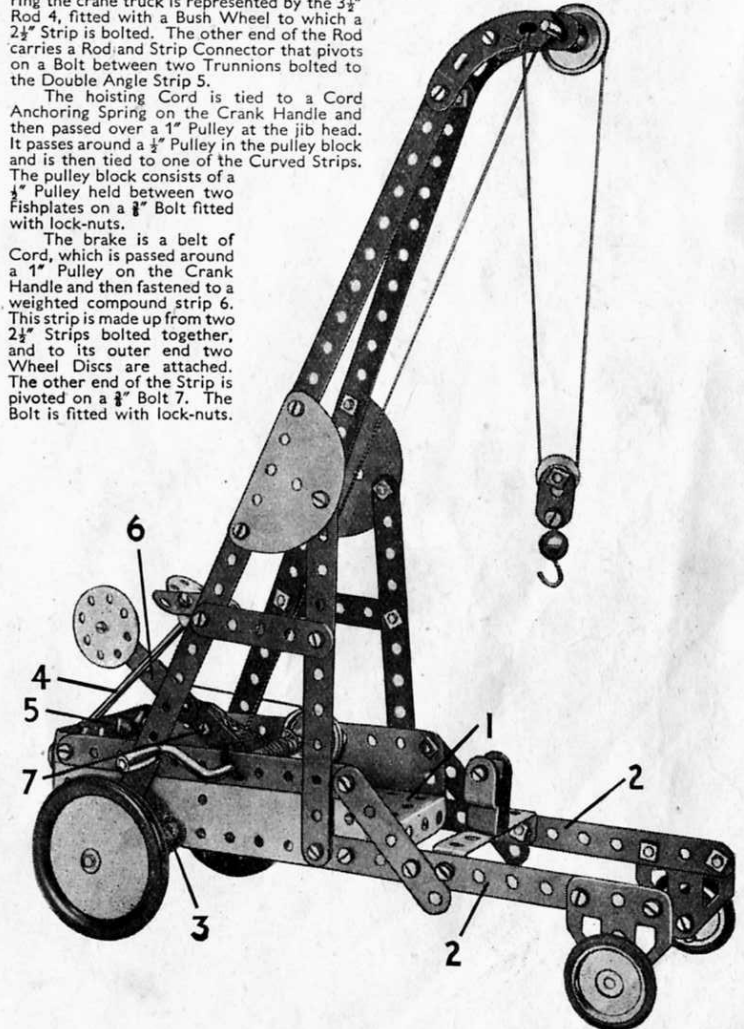 ring the crane truck is represented by the 3½"
Rod 4, fitted with a Bush Wheel to which a
2½" Strip is bolted. The other end of the Rod
carries a Rod and Strip Connector that pivots
on a Bolt between two Trunnions bolted to
the Double Angle Strip 5.
The hoisting Cord is tied to a Cord
Anchoring Spring on the Crank Handle and
then passed over a 1" Pulley at the jib head.
It passes around a ½" Pulley in the pulley block
and is then tied to one of the Curved Strips.
The pulley block consists of a
½" Pulley held between two
Fishplates on a ⅜" Bolt fitted
with lock-nuts.
The brake is a belt of
Cord, which is passed around
a 1" Pulley on the Crank
Handle and then fastened to a
weighted compound strip 6.
This strip is made up from two
2½" Strips bolted together,
and to its outer end two
Wheel Discs are attached.
The other end of the Strip is
pivoted on a ⅜" Bolt 7. The
Bolt is fitted with lock-nuts.
6
4
5
7
1
2
3
2